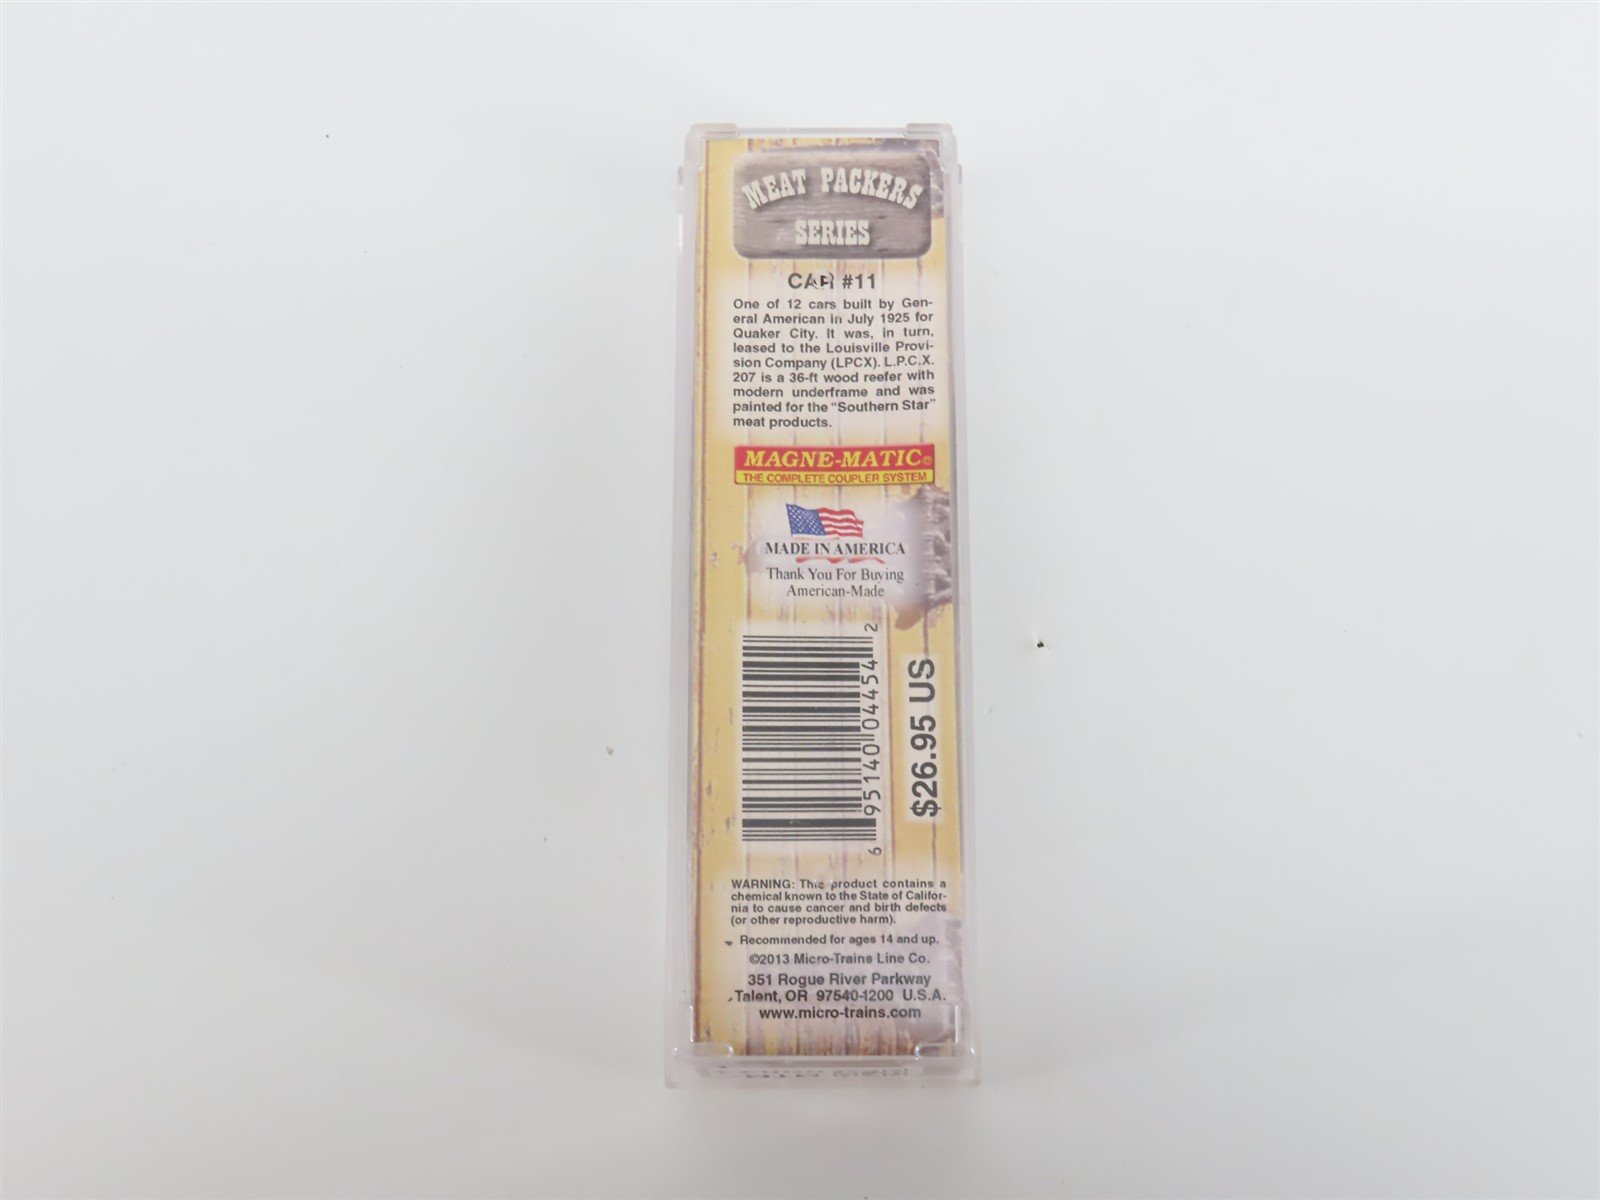 MEAT PACKERS
SERIES
CAR #11
One of 12 cars built by Gen-
eral American in July 1925 for
Quaker City. It was, in turn,
leased to the Louisville Provi-
sion Company (LPCX). L.P.C.X.
207 is a 36-ft wood reefer with
modern underframe and was
painted for the "Southern Star"
meat products.
MAGNE-MATIC®
THE COMPLETE COUPLER SYSTEM
MADE IN AMERICA
Thank You For Buying
American-Made
6 95140 04454 2
$26.95 US
WARNING: This product contains a
chemical known to the State of Califor-
nia to cause cancer and birth defects
(or other reproductive harm).
Recommended for ages 14 and up.
©2013 Micro-Trains Line Co.
351 Rogue River Parkway
Talent, OR 97540-1200 U.S.A.
www.micro-trains.com